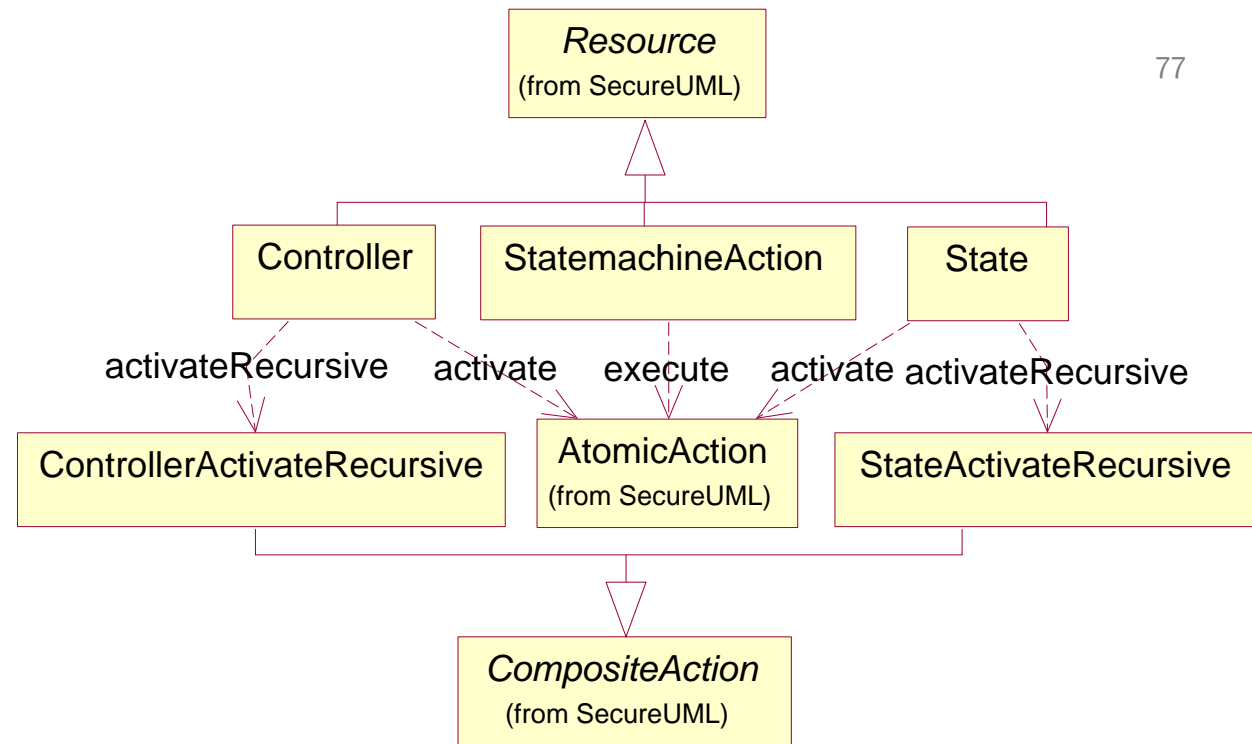 Resource
(from SecureUML)
77
Controller
StatemachineAction
State
activateRecursive
activate
execute
activate
activateRecursive
ControllerActivateRecursive
AtomicAction
(from SecureUML)
StateActivateRecursive
CompositeAction
(from SecureUML)